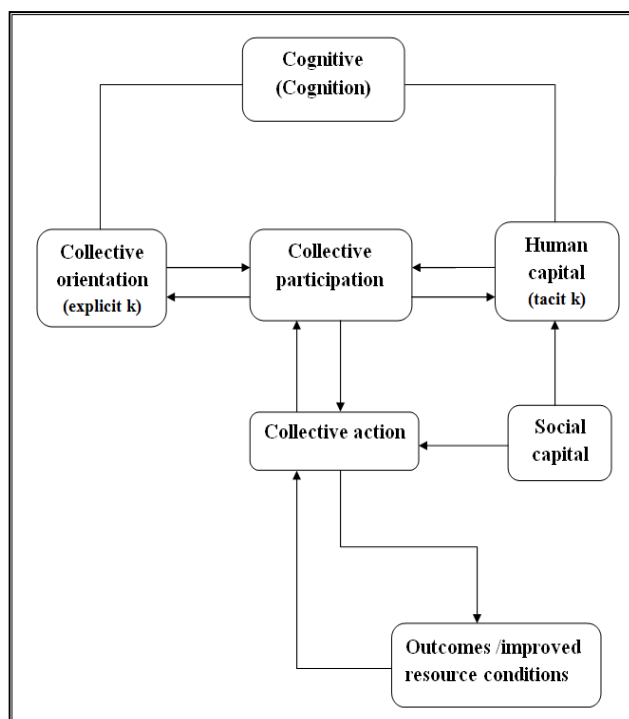 Cognitive
(Cognition)
Collective
orientation
(explicit k)
Collective
participation
Human
capital
(tacit k)
Collective action
Social
capital
Outcomes /improved
resource conditions